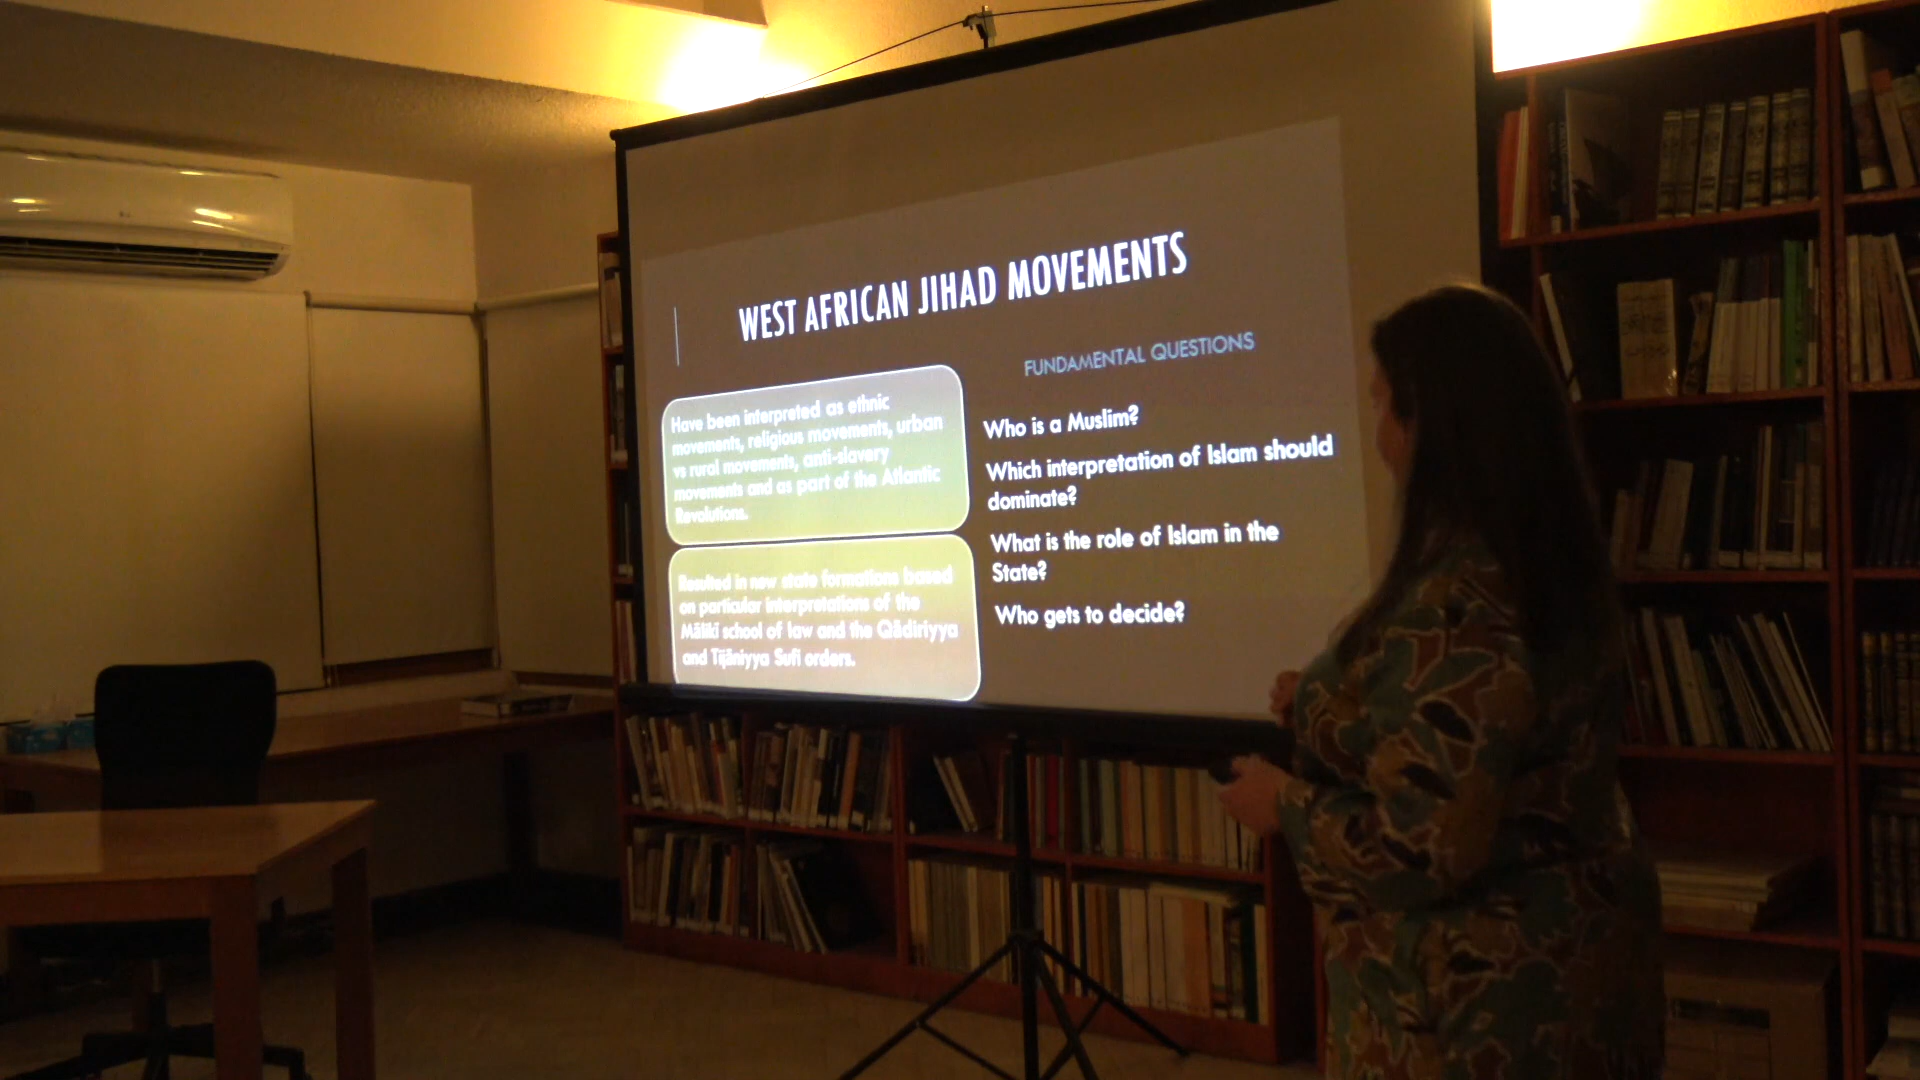 WEST AFRICAN JIHAD MOVEMENTS
Have been interpreted as ethnic
movements, religious movements, urban
vs rural movements, anti-slavery
movements and as part of the Atlantic
Revolutions.
Resulted in new state formations based
on particular interpretations of the
Mālikī school of law and the Qādiriyya
and Tijāniyya Sufi orders.
FUNDAMENTAL QUESTIONS
Who is a Muslim?
Which interpretation of Islam should
dominate?
What is the role of Islam in the
State?
Who gets to decide?